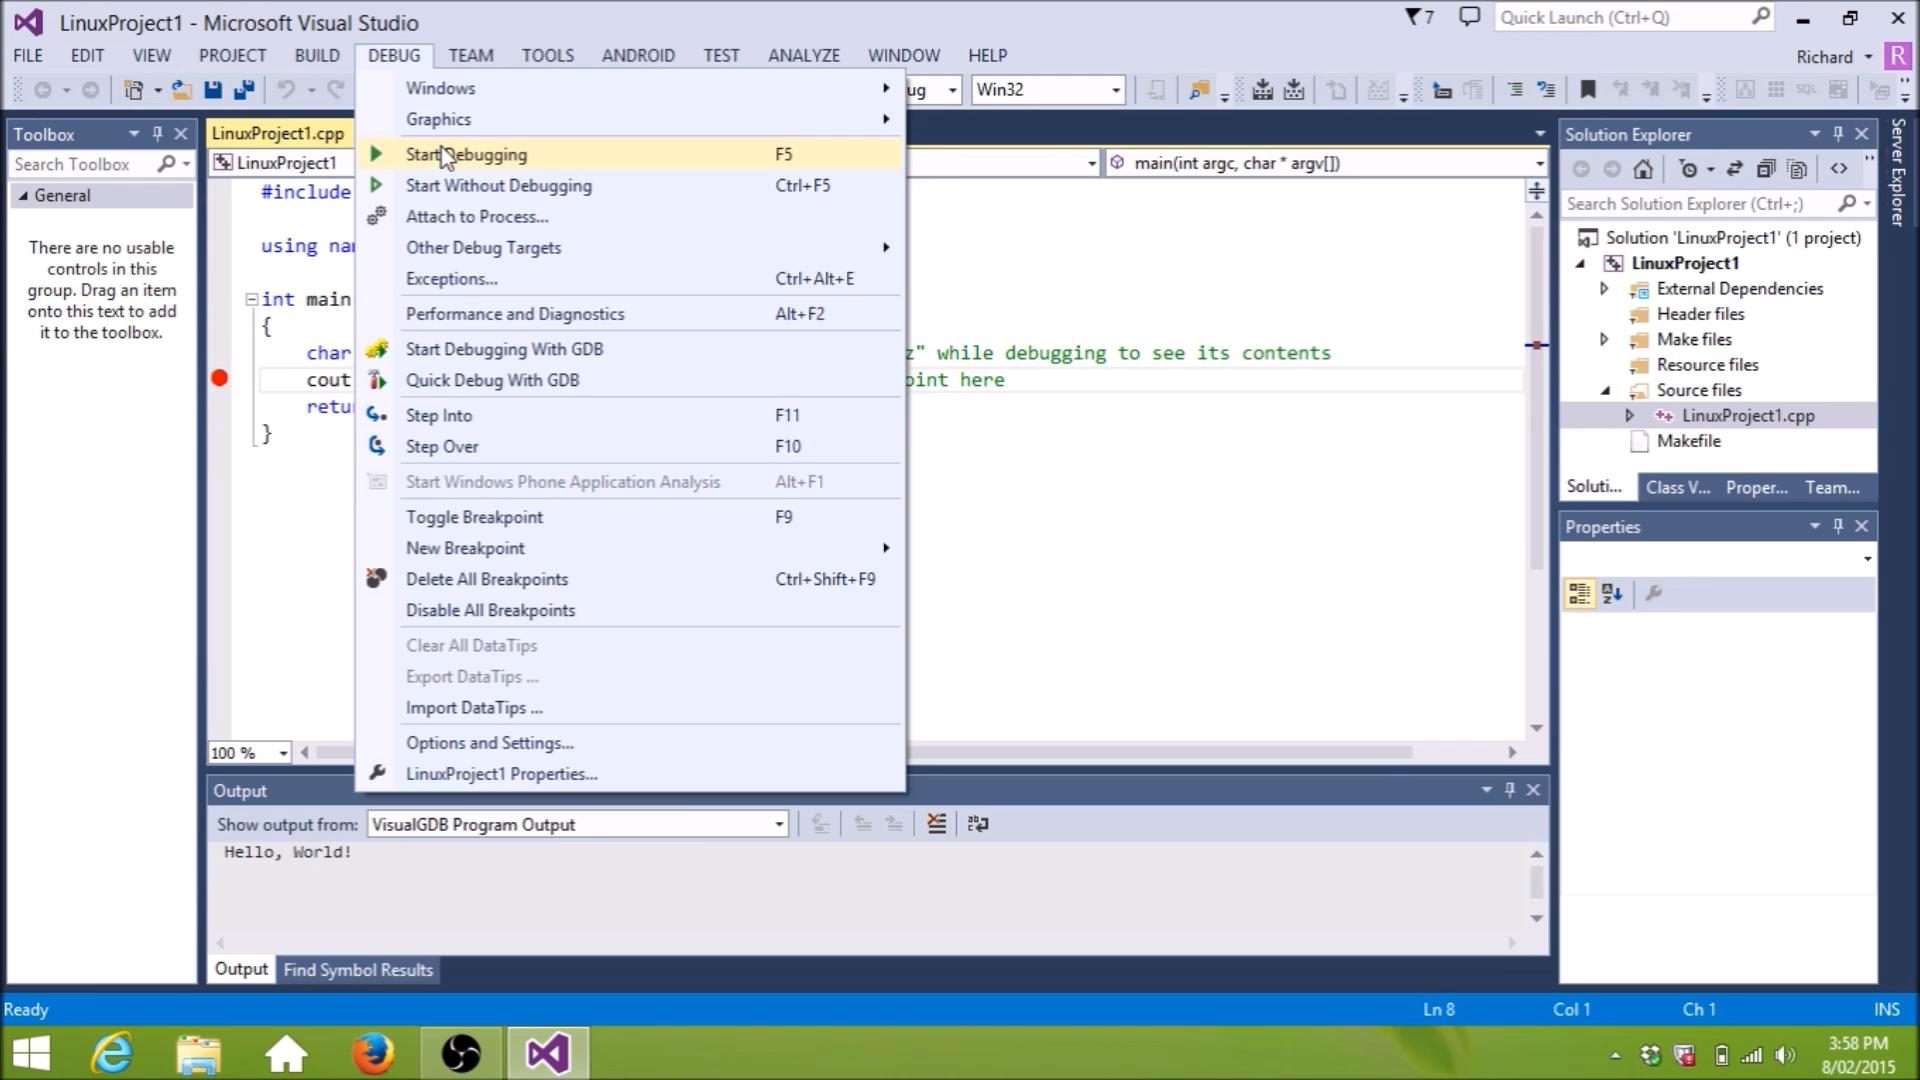 LinuxProject1 - Microsoft Visual Studio
7
Quick Launch (Ctrl+Q)
FILE EDIT VIEW PROJECT BUILD DEBUG TEAM TOOLS ANDROID TEST ANALYZE WINDOW HELP
Richard
R
ug
Win32
SQL
Toolbox
Search Toolbox
General
There are no usable
controls in this
group. Drag an item
onto this text to add
it to the toolbox.
LinuxProject1.cpp
LinuxProject1
main(int argc, char * argv[])
#include
using nam
int main
{
char
z" while debugging to see its contents
cout
oint here
retu
}
100 %
Windows
Graphics
Start Debugging F5
Start Without Debugging Ctrl+F5
Attach to Process...
Other Debug Targets
Exceptions... Ctrl+Alt+E
Performance and Diagnostics Alt+F2
Start Debugging With GDB
Quick Debug With GDB
Step Into F11
Step Over F10
Start Windows Phone Application Analysis Alt+F1
Toggle Breakpoint F9
New Breakpoint
Delete All Breakpoints Ctrl+Shift+F9
Disable All Breakpoints
Clear All DataTips
Export DataTips ...
Import DataTips ...
Options and Settings...
LinuxProject1 Properties...
Output
Show output from: VisualGDB Program Output
Hello, World!
Output Find Symbol Results
Solution Explorer
Search Solution Explorer (Ctrl+;)
Solution 'LinuxProject1' (1 project)
LinuxProject1
External Dependencies
Header files
Make files
Resource files
Source files
LinuxProject1.cpp
Makefile
Soluti... Class V... Proper... Team...
Properties
Server Explorer
Ready
Ln 8
Col 1
Ch 1
INS
3:58 PM
8/02/2015